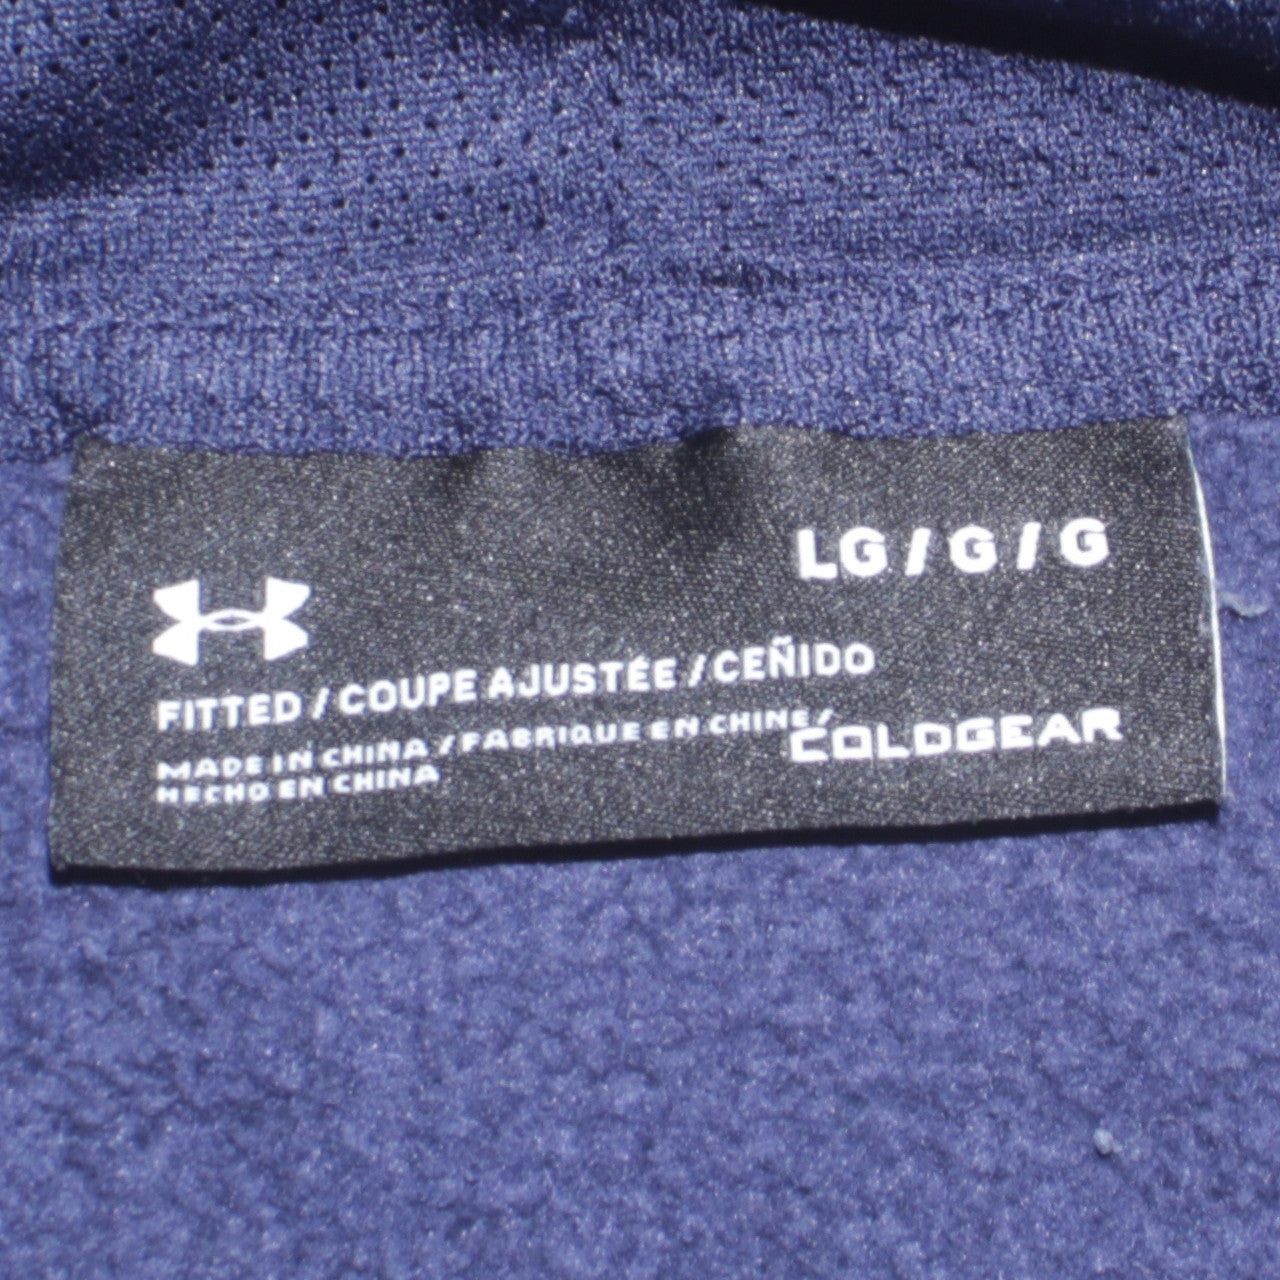 LG / G / G
FITTED / COUPE AJUSTÉE / CEÑIDO
MADE IN CHINA / FABRIQUE EN CHINE /
HECHO EN CHINA
COLDGEAR